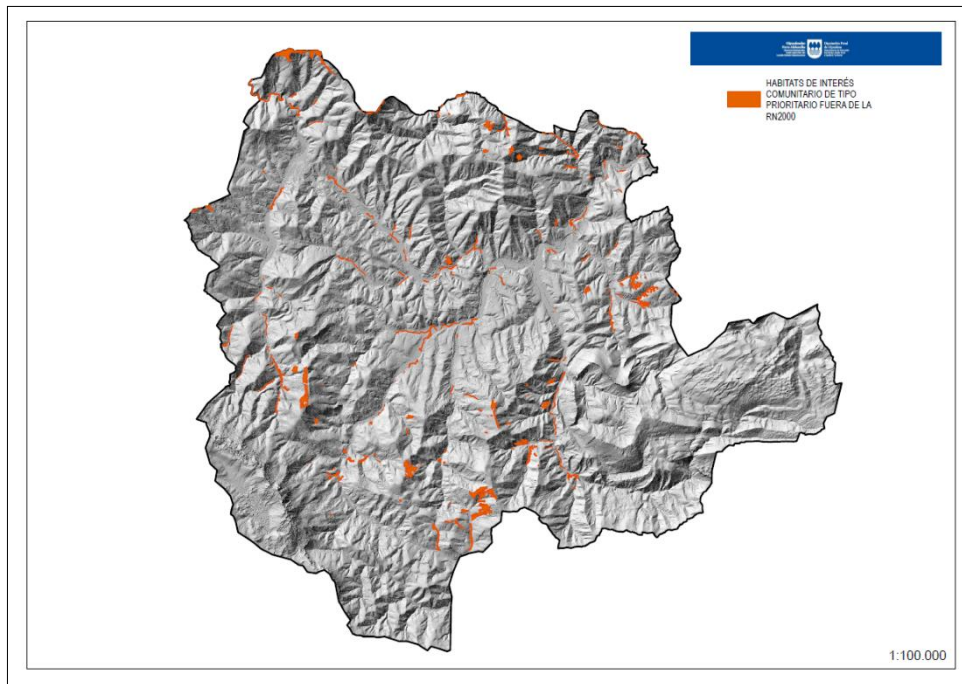 HABITATS DE INTERÉS
COMUNITARIO DE TIPO
PRIORITARIO FUERA DE LA
RN2000
1:100.000